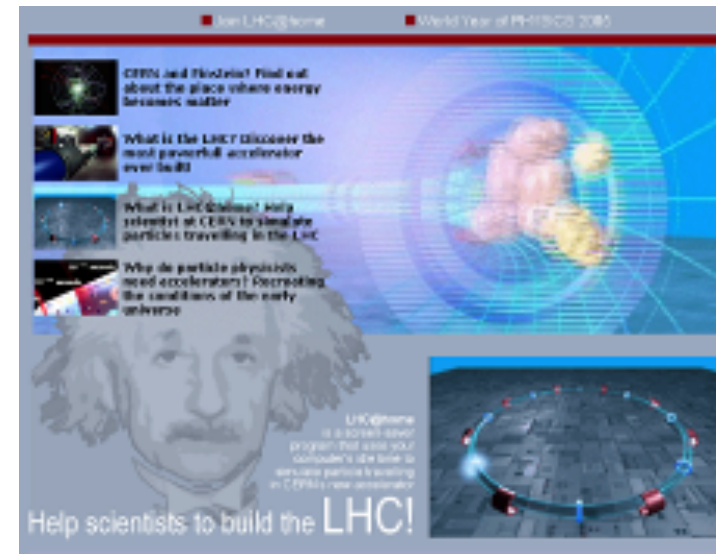 Join LHC@home
World Year of PHYSICS 2005
CERN and Einstein? Find out
about the place where energy
becomes matter
What is the LHC? Discover the
most powerfull accelerator
ever built
What is LHC@home? Help
scientist at CERN to simulate
particles travelling in the LHC
Why do particle physicists
need accelerators? Recreating
the conditions of the early
universe
LHC@home
is a screen-saver
program that uses your
computer's idle time to
simulate particle travelling
in CERN's new accelerator
Help scientists to build the LHC!